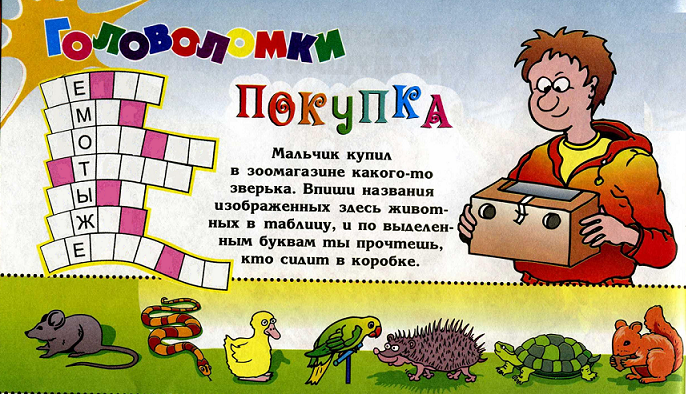 ГОЛОВОЛОМКИ
ПОКУПКА
Мальчик купил
в зоомагазине какого-то
зверька. Впиши названия
изображенных здесь живот-
ных в таблицу, и по выделен-
ным буквам ты прочтешь,
кто сидит в коробке.
Е
М
О
Т
Ы
Ж
Е